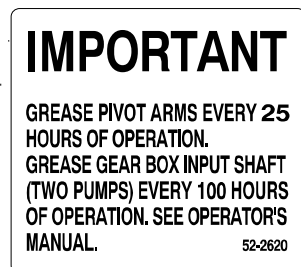 IMPORTANT
GREASE PIVOT ARMS EVERY 25
HOURS OF OPERATION.
GREASE GEAR BOX INPUT SHAFT
(TWO PUMPS) EVERY 100 HOURS
OF OPERATION. SEE OPERATOR'S
MANUAL. 52-2620